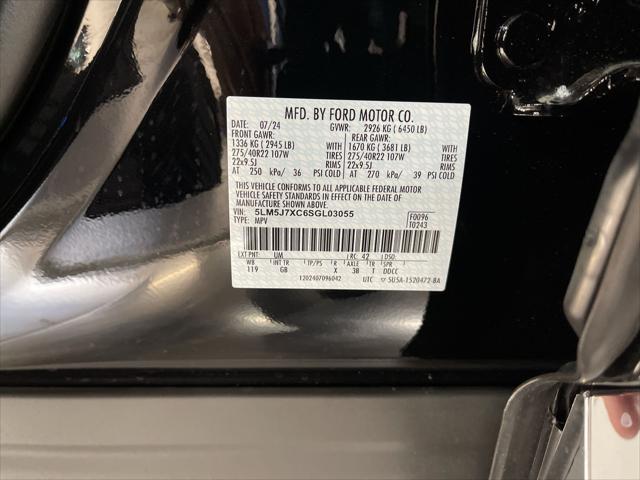 MFD. BY FORD MOTOR CO.
DATE: 07/24 GVWR: 2926 KG ( 6450 LB)
FRONT GAWR: REAR GAWR:
1336 KG ( 2945 LB) WITH 1670 KG ( 3681 LB) WITH
275/40R22 107W TIRES 275/40R22 107W TIRES
22x9.5J RIMS 22x9.5J RIMS
AT 250 kPa/ 36 PSI COLD AT 270 kPa/ 39 PSI COLD
THIS VEHICLE CONFORMS TO ALL APPLICABLE FEDERAL MOTOR
VEHICLE SAFETY STANDARDS IN EFFECT ON THE DATE OF
MANUFACTURE SHOWN ABOVE.
VIN: 5LM5J7XC6SGL03055 F0096
TYPE: MPV T0243
EXT PNT: UM RC: 42 DSO:
WB INT TR TP/PS R AXLE TR SPR
119 GB X 3B T DDCC
1202407096042 UTC 5U5A-1520472-BA